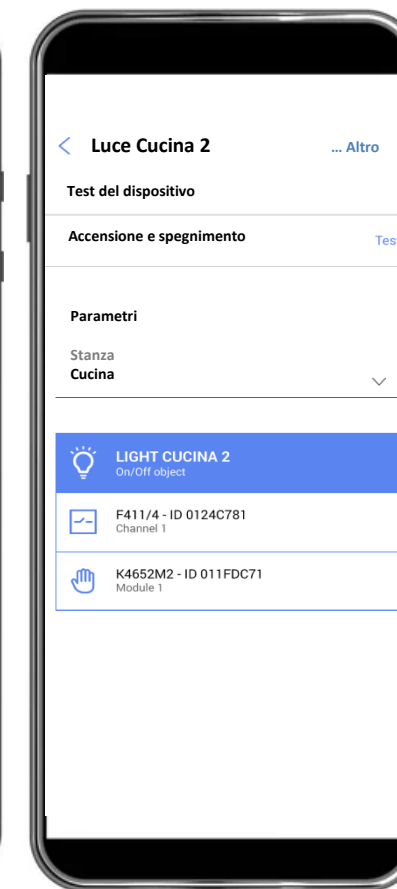 Luce Cucina 2
... Altro
Test del dispositivo
Accensione e spegnimento
Tes
Parametri
Stanza
Cucina
LIGHT CUCINA 2
On/Off object
F411/4 - ID 0124C781
Channel 1
K4652M2 - ID 011FDC71
Module 1